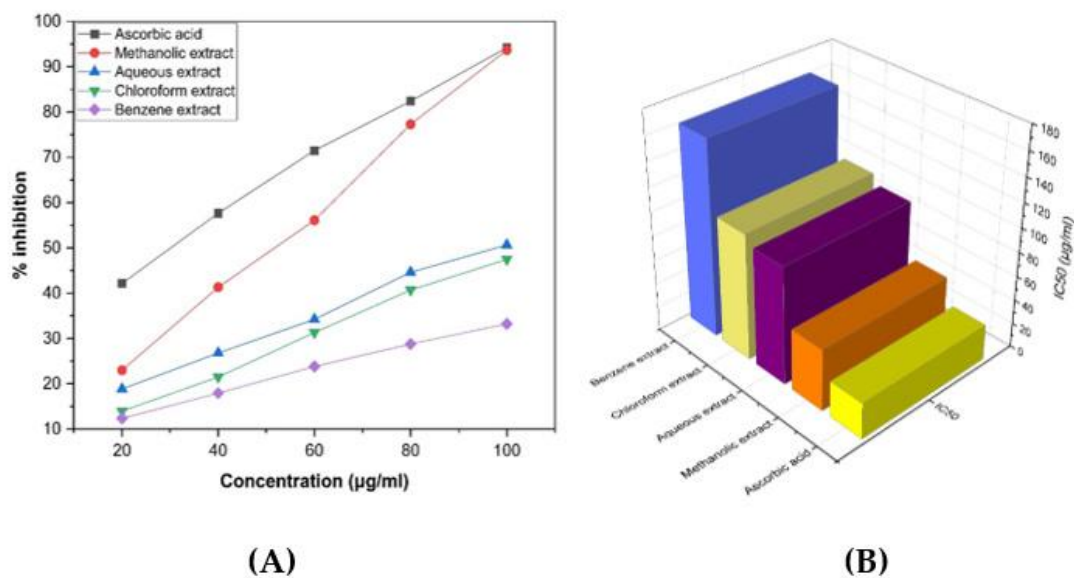 100
90
80
70
60
50
40
30
20
10
% inhibition
Ascorbic acid
Methanolic extract
Aqueous extract
Chloroform extract
Benzene extract
20 40 60 80 100
Concentration (µg/ml)
(A)
180
160
140
120
100
80
60
40
20
0
IC50 (µg/ml)
Benzene extract
Chloroform extract
Aqueous extract
Methanolic extract
Ascorbic acid
IC50
(B)